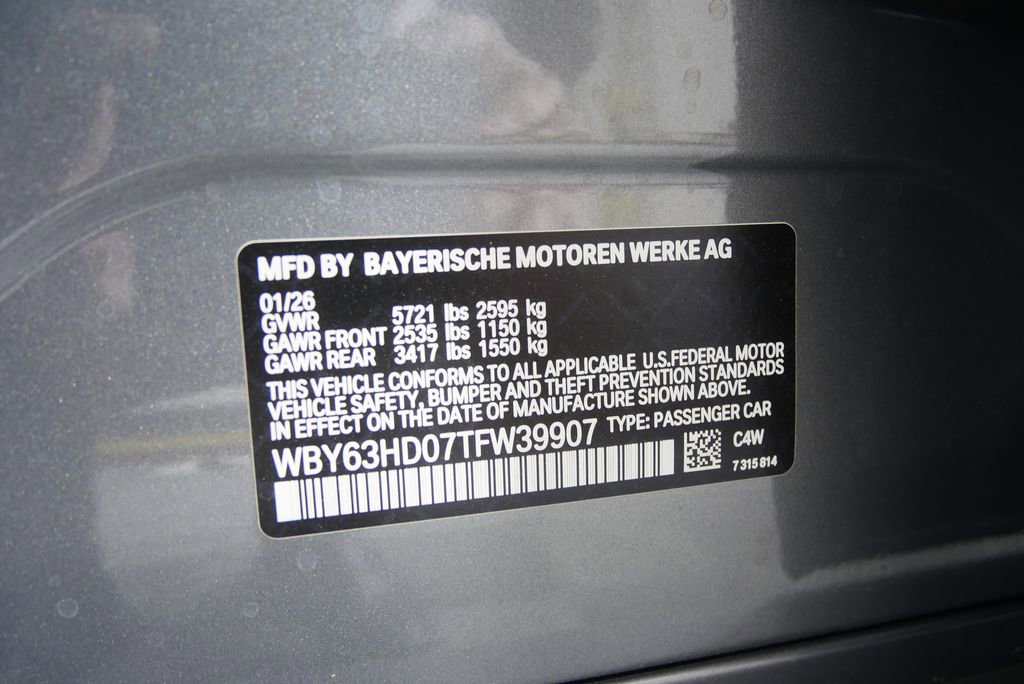 MFD BY BAYERISCHE MOTOREN WERKE AG
01/26
GVWR 5721 lbs 2595 kg
GAWR FRONT 2535 lbs 1150 kg
GAWR REAR 3417 lbs 1550 kg
THIS VEHICLE CONFORMS TO ALL APPLICABLE U.S.FEDERAL MOTOR
VEHICLE SAFETY, BUMPER AND THEFT PREVENTION STANDARDS
IN EFFECT ON THE DATE OF MANUFACTURE SHOWN ABOVE.
WBY63HD07TFW39907 TYPE: PASSENGER CAR
C4W
7 315 814